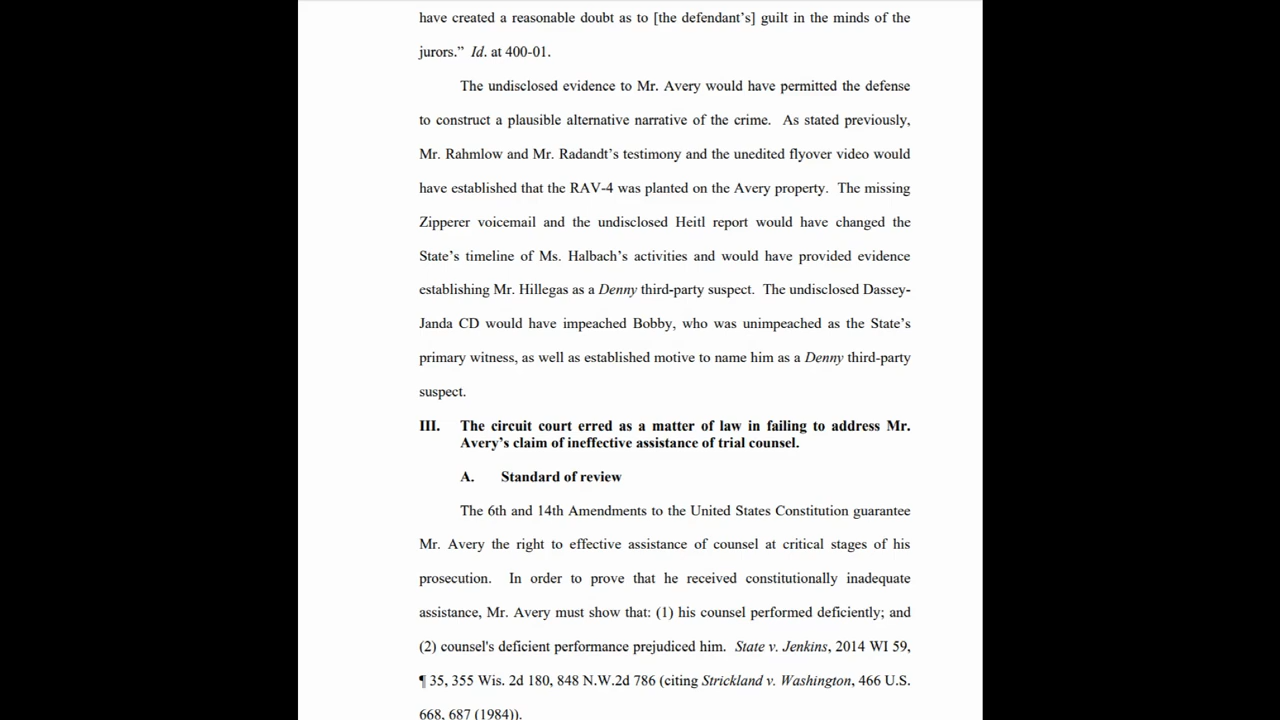 have created a reasonable doubt as to [the defendant's] guilt in the minds of the
jurors.” Id. at 400-01.
The undisclosed evidence to Mr. Avery would have permitted the defense
to construct a plausible alternative narrative of the crime. As stated previously,
Mr. Rahmlow and Mr. Radandt's testimony and the unedited flyover video would
have established that the RAV-4 was planted on the Avery property. The missing
Zipperer voicemail and the undisclosed Heitl report would have changed the
State's timeline of Ms. Halbach's activities and would have provided evidence
establishing Mr. Hillegas as a Denny third-party suspect. The undisclosed Dassey-
Janda CD would have impeached Bobby, who was unimpeached as the State's
primary witness, as well as established motive to name him as a Denny third-party
suspect.
III. The circuit court erred as a matter of law in failing to address Mr.
Avery's claim of ineffective assistance of trial counsel.
A. Standard of review
The 6th and 14th Amendments to the United States Constitution guarantee
Mr. Avery the right to effective assistance of counsel at critical stages of his
prosecution. In order to prove that he received constitutionally inadequate
assistance, Mr. Avery must show that: (1) his counsel performed deficiently; and
(2) counsel's deficient performance prejudiced him. State v. Jenkins, 2014 WI 59,
¶ 35, 355 Wis. 2d 180, 848 N.W.2d 786 (citing Strickland v. Washington, 466 U.S.
668, 687 (1984)).